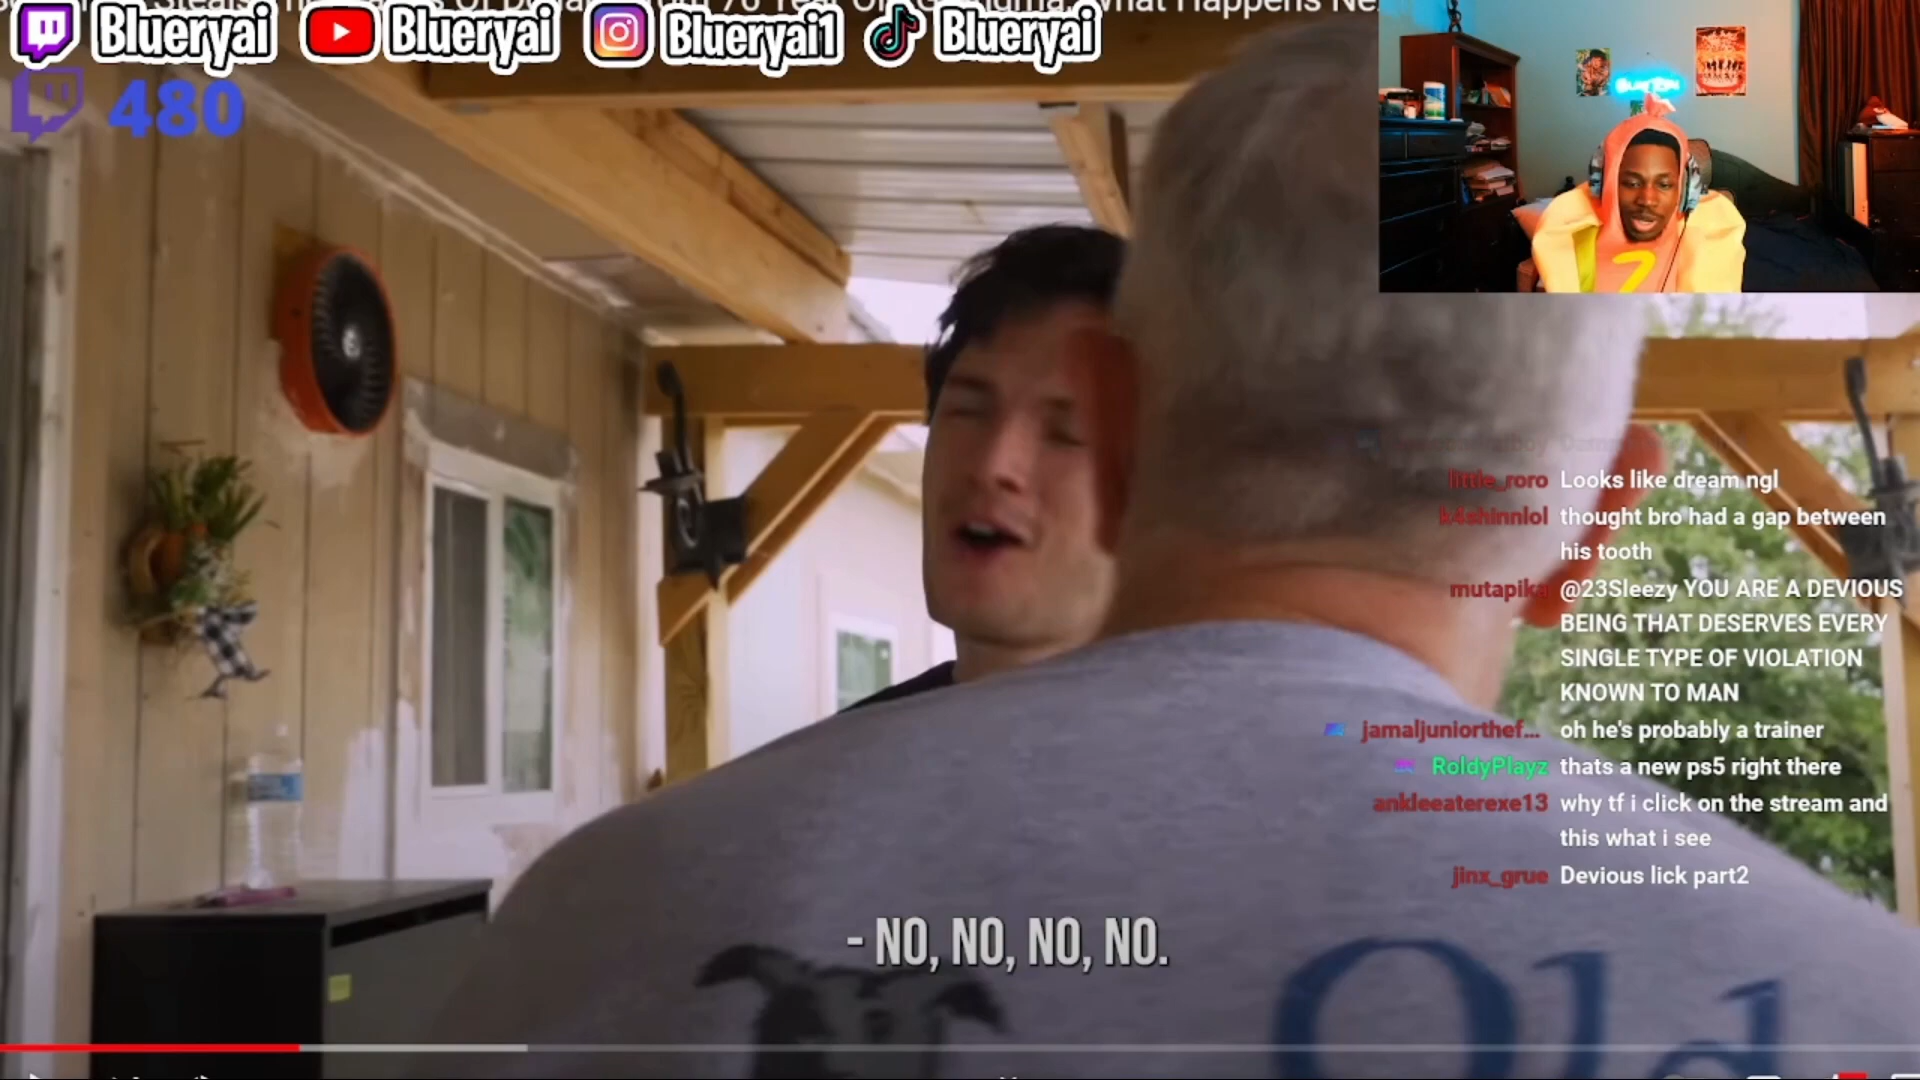 Blueryai Blueryai Blueryai1 Blueryai
480
little_roro Looks like dream ngl
k4shinnlol thought bro had a gap between
his tooth
mutapika @23Sleezy YOU ARE A DEVIOUS
BEING THAT DESERVES EVERY
SINGLE TYPE OF VIOLATION
KNOWN TO MAN
jamaljuniorthef... oh he's probably a trainer
RoldyPlayz thats a new ps5 right there
ankleeaterexe13 why tf i click on the stream and
this what i see
jinx_grue Devious lick part2
- NO, NO, NO, NO.
Old